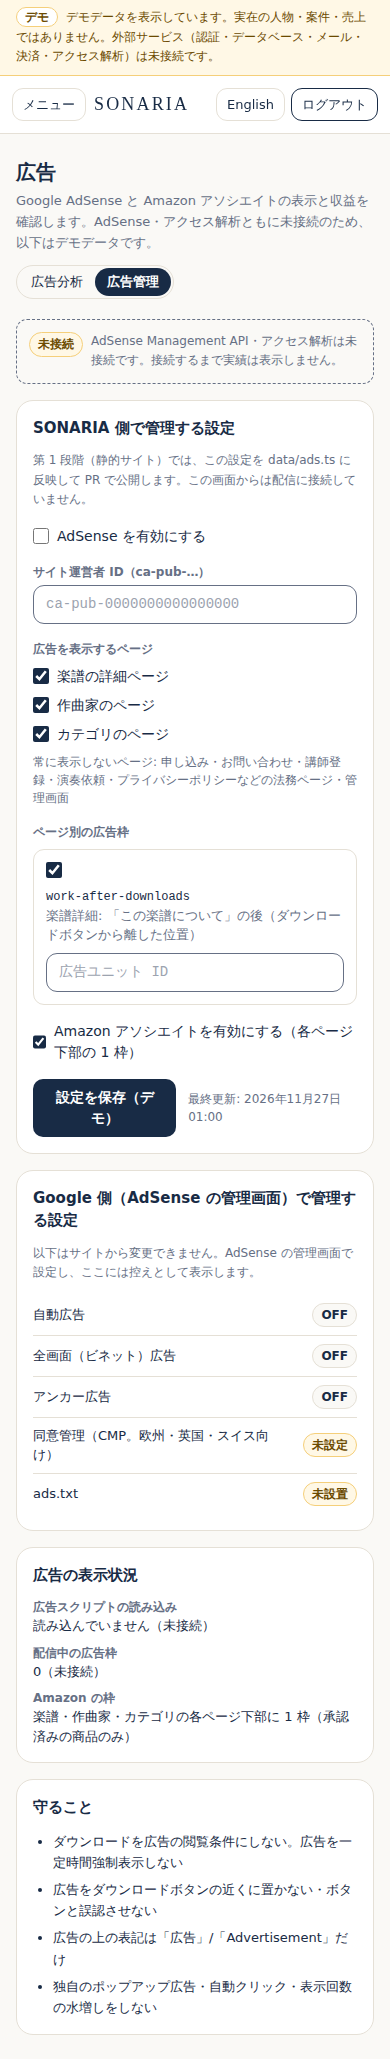 デモ デモデータを表示しています。実在の人物・案件・売上
ではありません。外部サービス（認証・データベース・メール・
決済・アクセス解析）は未接続です。
メニュー SONARIA English ログアウト
広告
Google AdSense と Amazon アソシエイトの表示と収益を
確認します。AdSense・アクセス解析ともに未接続のため、
以下はデモデータです。
広告分析 広告管理
未接続 AdSense Management API・アクセス解析は未
接続です。接続するまで実績は表示しません。
SONARIA 側で管理する設定
第 1 段階（静的サイト）では、この設定を data/ads.ts に
反映して PR で公開します。この画面からは配信に接続して
いません。
AdSense を有効にする
サイト運営者 ID（ca-pub-…）
ca-pub-0000000000000000
広告を表示するページ
楽譜の詳細ページ
作曲家のページ
カテゴリのページ
常に表示しないページ: 申し込み・お問い合わせ・講師登
録・演奏依頼・プライバシーポリシーなどの法務ページ・管
理画面
ページ別の広告枠
work-after-downloads
楽譜詳細: 「この楽譜について」の後（ダウンロー
ドボタンから離した位置）
広告ユニット ID
Amazon アソシエイトを有効にする（各ページ
下部の 1 枠）
設定を保存（デ
モ）
最終更新: 2026年11月27日
01:00
Google 側（AdSense の管理画面）で管理す
る設定
以下はサイトから変更できません。AdSense の管理画面で
設定し、ここには控えとして表示します。
自動広告 OFF
全画面（ビネット）広告 OFF
アンカー広告 OFF
同意管理（CMP。欧州・英国・スイス向
け） 未設定
ads.txt 未設置
広告の表示状況
広告スクリプトの読み込み
読み込んでいません（未接続）
配信中の広告枠
0（未接続）
Amazon の枠
楽譜・作曲家・カテゴリの各ページ下部に 1 枠（承認
済みの商品のみ）
守ること
• ダウンロードを広告の閲覧条件にしない。広告を一
定時間強制表示しない
• 広告をダウンロードボタンの近くに置かない・ボタ
ンと誤認させない
• 広告の上の表記は「広告」/「Advertisement」だ
け
• 独自のポップアップ広告・自動クリック・表示回数
の水増しをしない